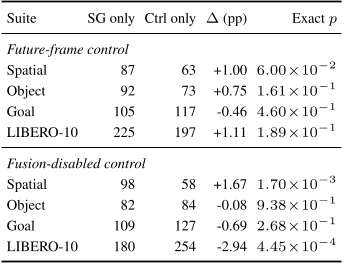 Suite SG only Ctrl only Δ (pp) Exact p
Future-frame control
Spatial 87 63 +1.00 6.00×10⁻²
Object 92 73 +0.75 1.61×10⁻¹
Goal 105 117 -0.46 4.60×10⁻¹
LIBERO-10 225 197 +1.11 1.89×10⁻¹
Fusion-disabled control
Spatial 98 58 +1.67 1.70×10⁻³
Object 82 84 -0.08 9.38×10⁻¹
Goal 109 127 -0.69 2.68×10⁻¹
LIBERO-10 180 254 -2.94 4.45×10⁻⁴